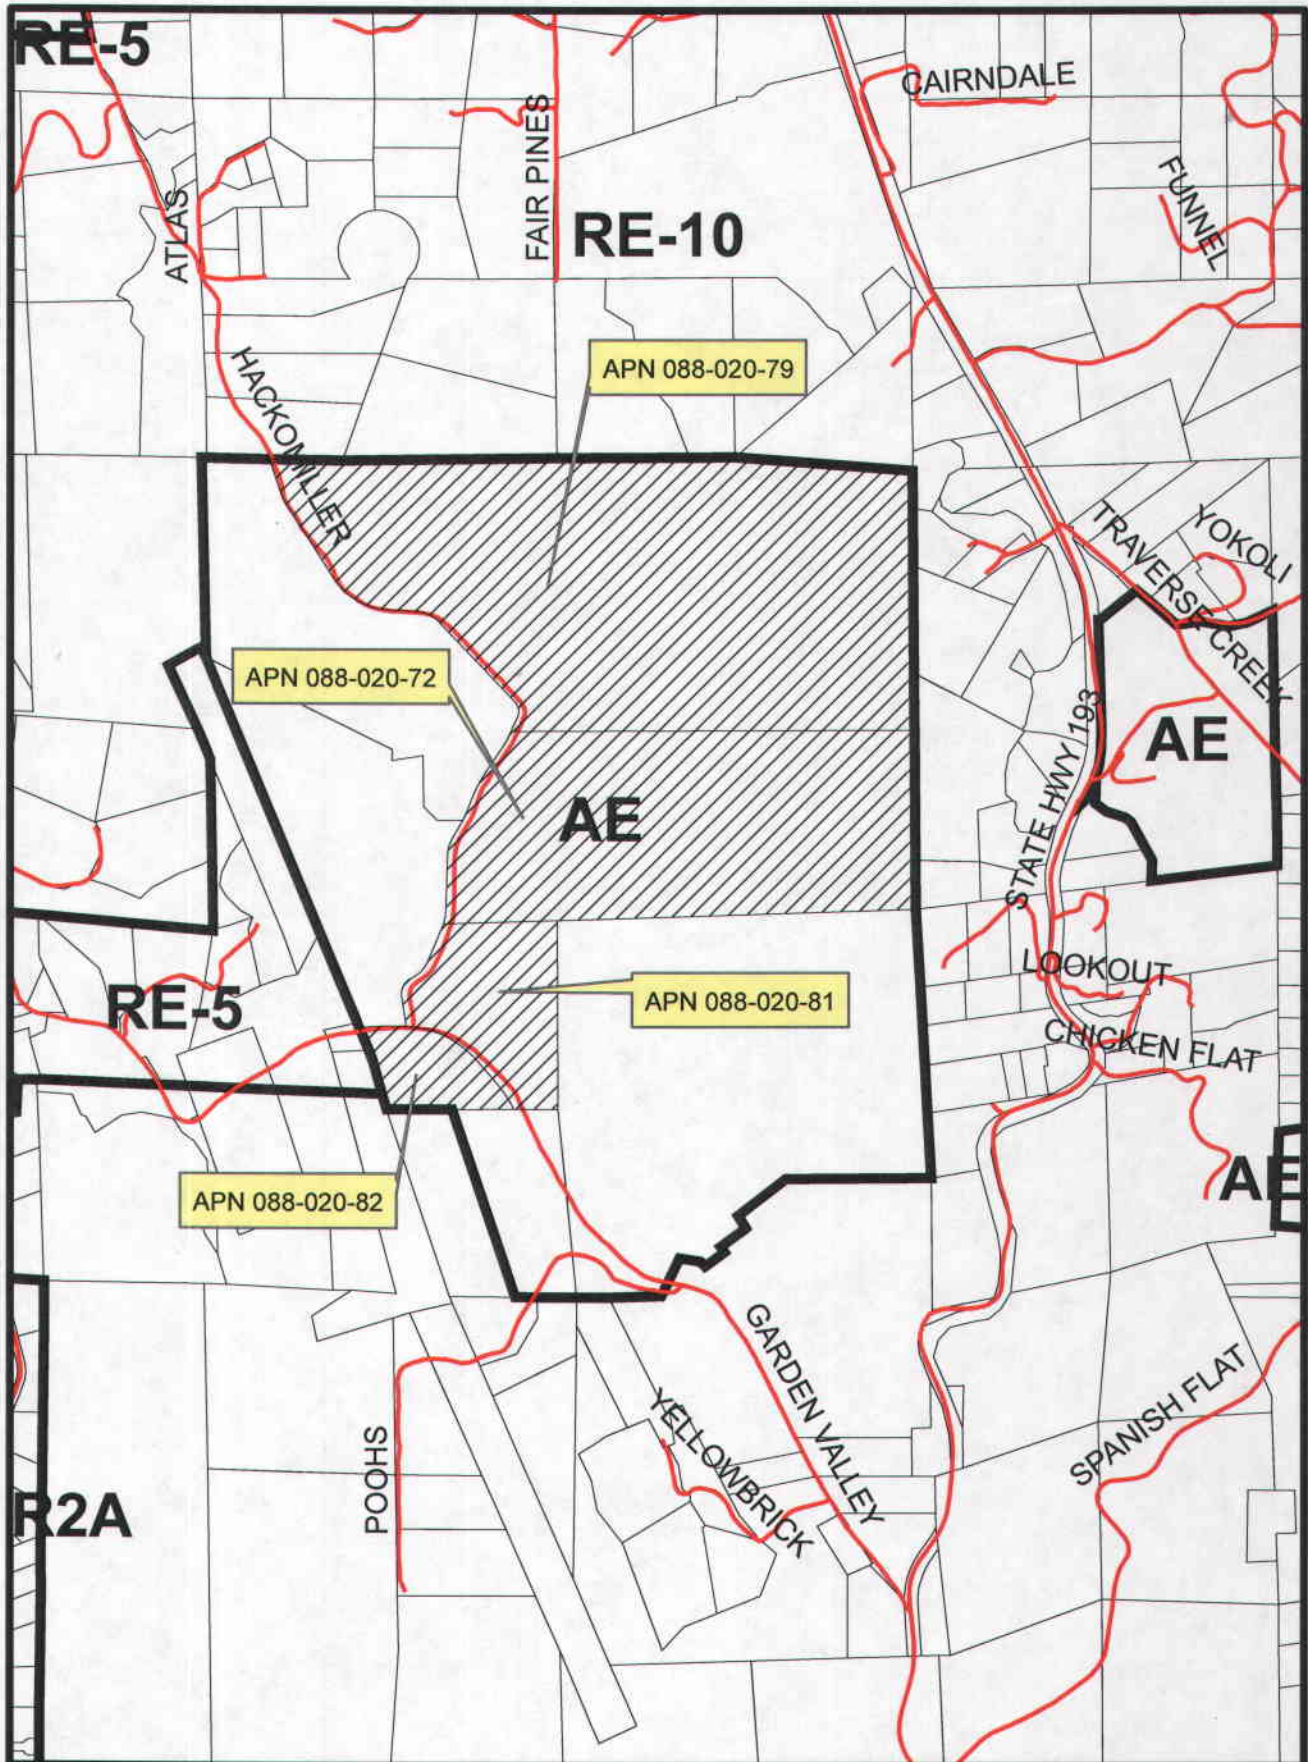 RE-5
CAIRNDALE
FAIR PINES
FUNNEL
ATLAS
RE-10
HACKOMILLER
APN 088-020-79
TRAVERSE CREEK
YOKOLI
APN 088-020-72
STATE HWY 193
AE
AE
LOOKOUT
RE-5
APN 088-020-81
CHICKEN FLAT
APN 088-020-82
AE
GARDEN VALLEY
SPANISH FLAT
YELLOWBRICK
POOHS
R2A